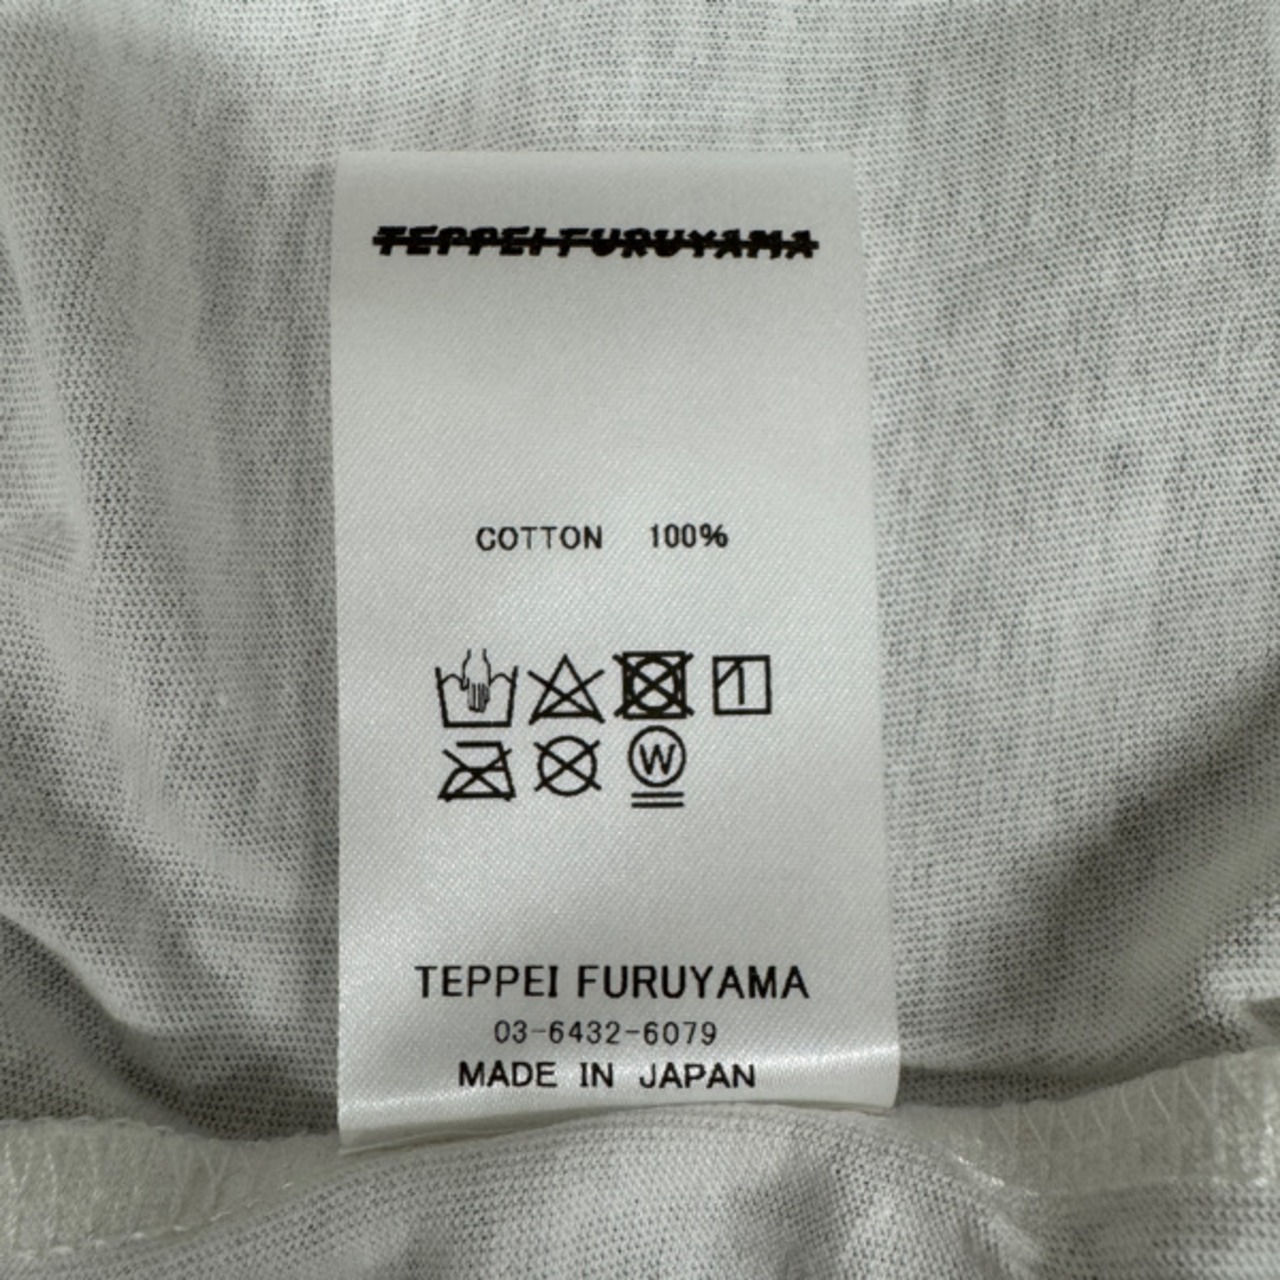 TEPPEI FURUYAMA
COTTON 100%
W
TEPPEI FURUYAMA
03-6432-6079
MADE IN JAPAN